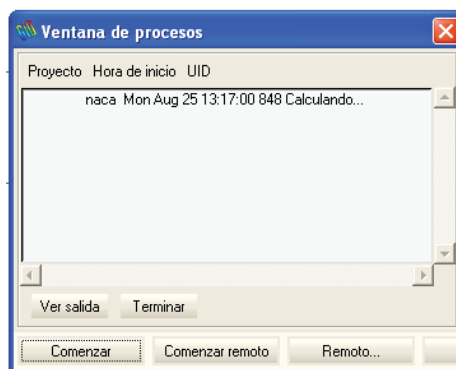 Ventana de procesos
Proyecto Hora de inicio UID
naca Mon Aug 25 13:17:00 848 Calculando...
Ver salida Terminar
Comenzar Comenzar remoto Remoto...